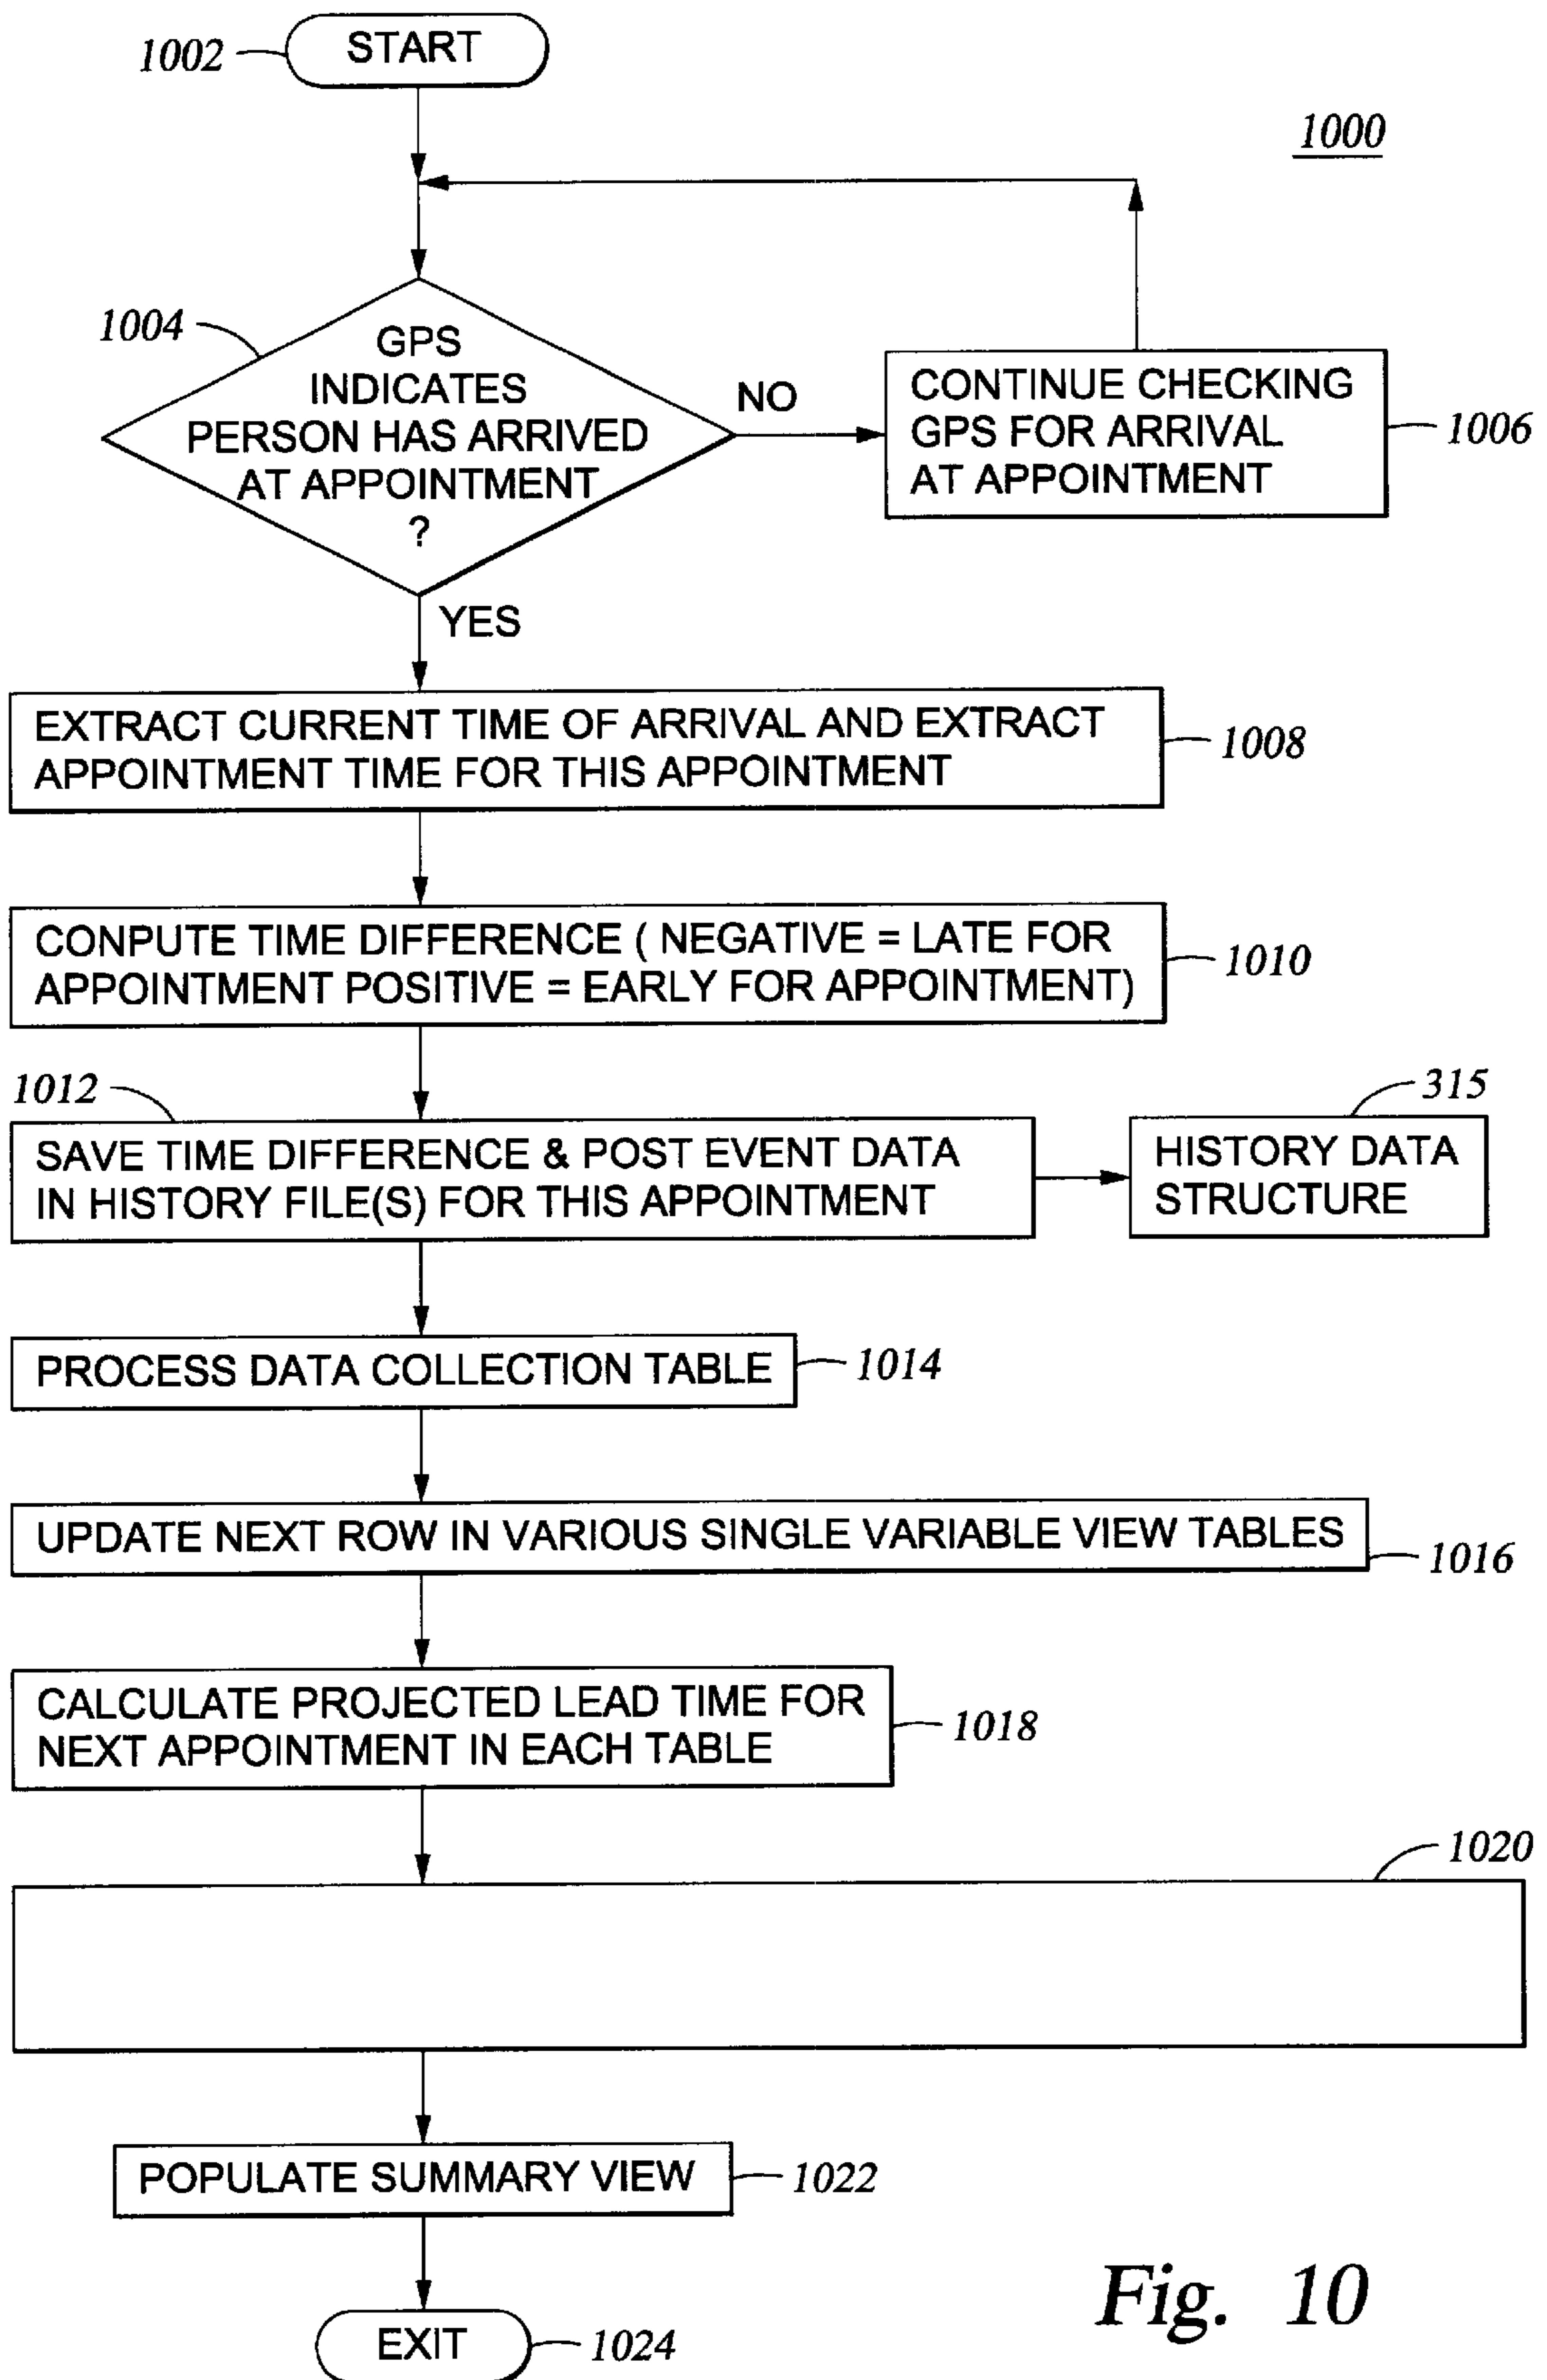 1002
START
1000
1004
GPS
INDICATES
PERSON HAS ARRIVED
AT APPOINTMENT
?
NO
CONTINUE CHECKING
GPS FOR ARRIVAL
AT APPOINTMENT
1006
YES
EXTRACT CURRENT TIME OF ARRIVAL AND EXTRACT
APPOINTMENT TIME FOR THIS APPOINTMENT
1008
CONPUTE TIME DIFFERENCE ( NEGATIVE = LATE FOR
APPOINTMENT POSITIVE = EARLY FOR APPOINTMENT)
1010
1012
SAVE TIME DIFFERENCE & POST EVENT DATA
IN HISTORY FILE(S) FOR THIS APPOINTMENT
315
HISTORY DATA
STRUCTURE
PROCESS DATA COLLECTION TABLE
1014
UPDATE NEXT ROW IN VARIOUS SINGLE VARIABLE VIEW TABLES
1016
CALCULATE PROJECTED LEAD TIME FOR
NEXT APPOINTMENT IN EACH TABLE
1018
1020
POPULATE SUMMARY VIEW
1022
EXIT
1024
Fig. 10